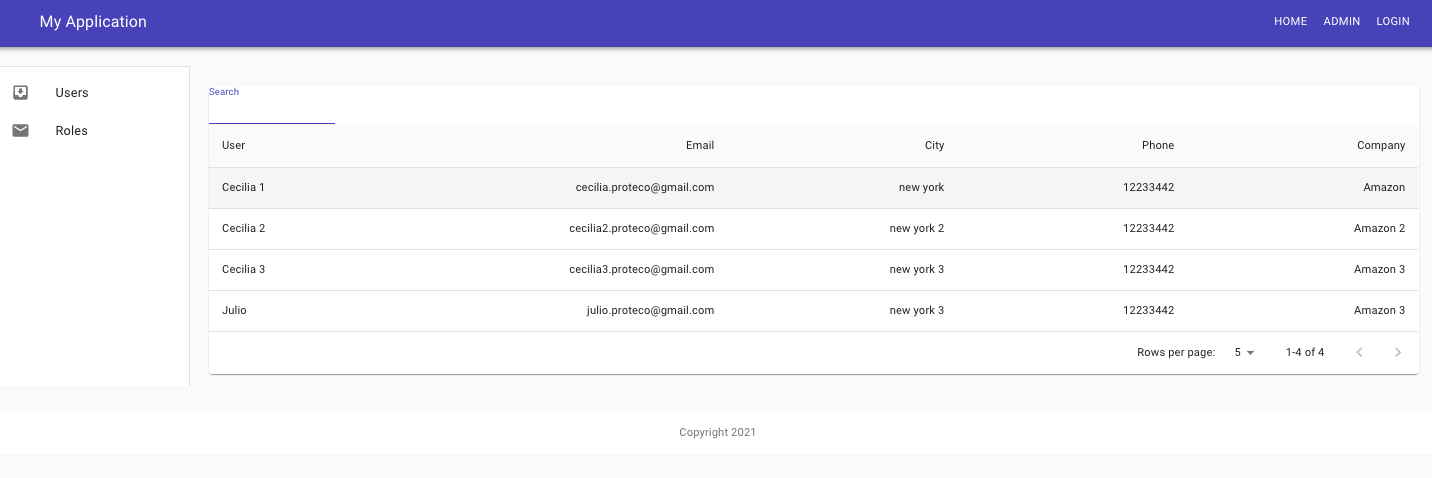 My Application HOME ADMIN LOGIN
Users
Roles
Search
User Email City Phone Company
Cecilia 1 cecilia.proteco@gmail.com new york 12233442 Amazon
Cecilia 2 cecilia2.proteco@gmail.com new york 2 12233442 Amazon 2
Cecilia 3 cecilia3.proteco@gmail.com new york 3 12233442 Amazon 3
Julio julio.proteco@gmail.com new york 3 12233442 Amazon 3
Rows per page: 5 1-4 of 4
Copyright 2021